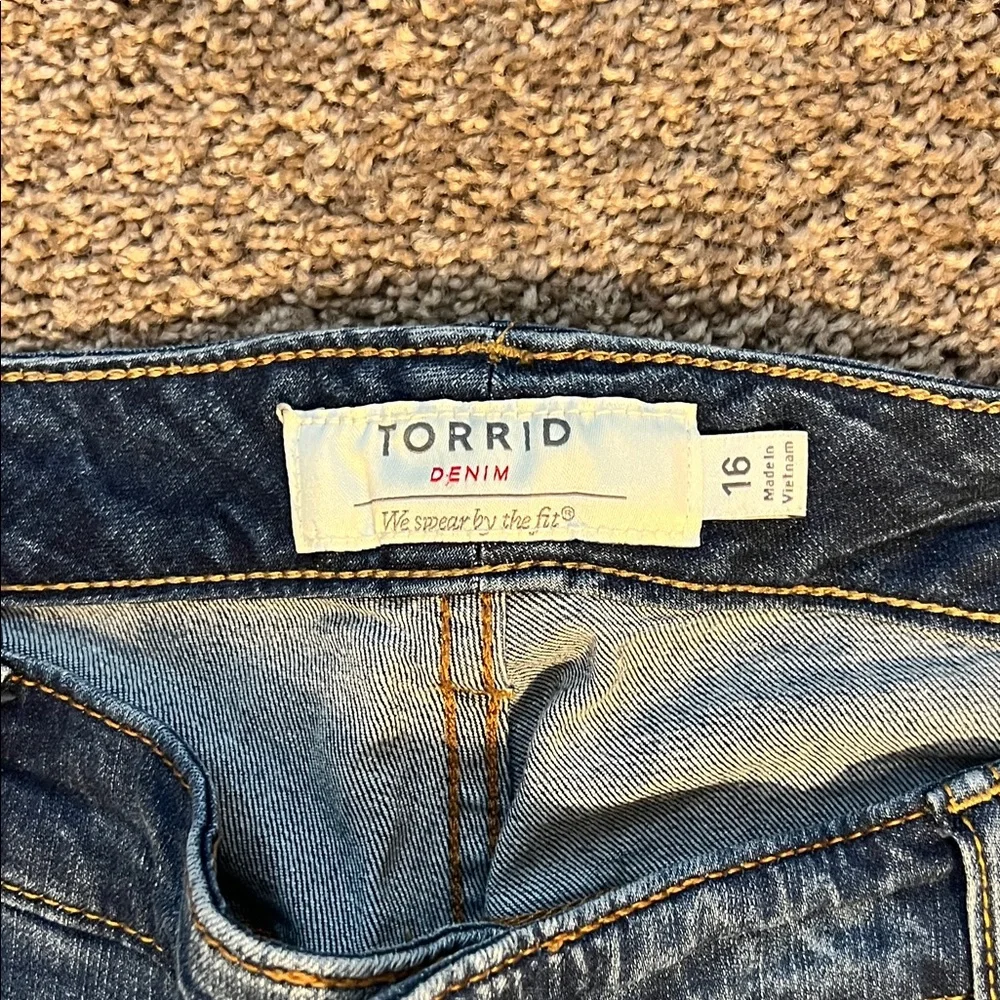 TORRID
DENIM
We swear by the fit®
16
Made In
Vietnam